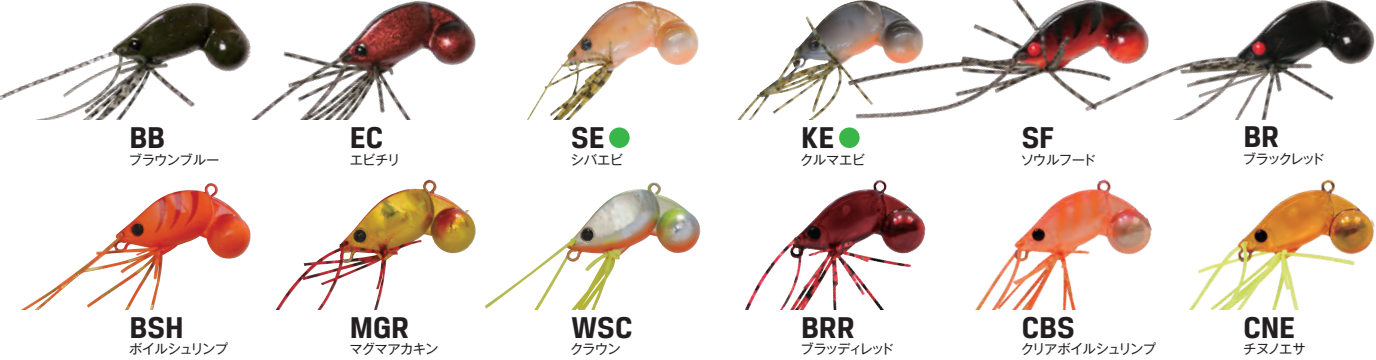 BB
ブラウンブルー
EC
エビチリ
SE
シバエビ
KE
クルマエビ
SF
ソウルフード
BR
ブラックレッド
BSH
ボイルシュリンプ
MGR
マグマアカキン
WSC
クラウン
BRR
ブラッディレッド
CBS
クリアボイルシュリンプ
CNE
チヌノエサ